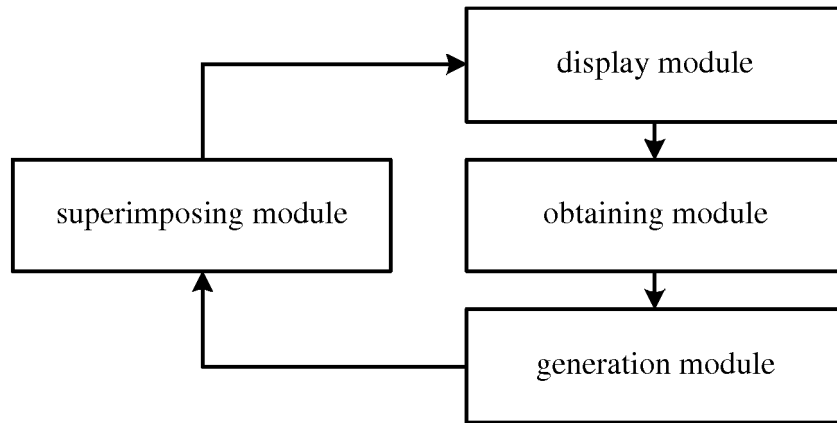 display module
superimposing module
obtaining module
generation module